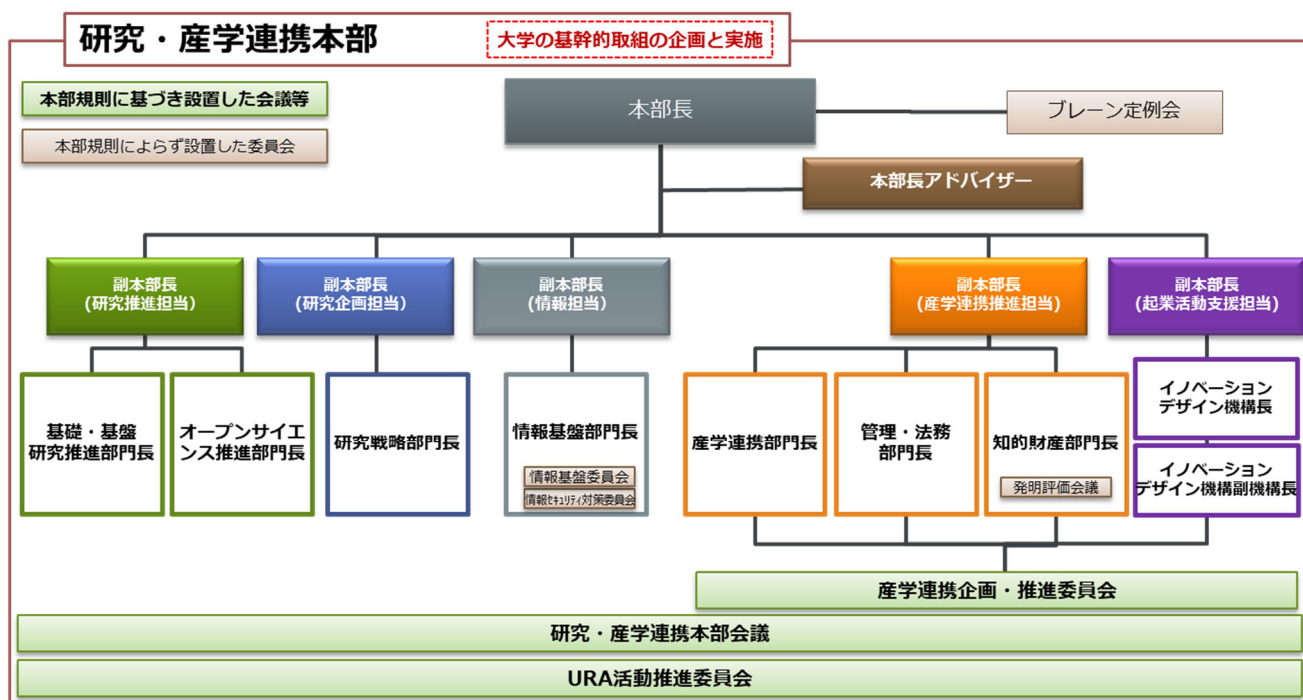 研究・産学連携本部
大学の基幹的取組の企画と実施
本部規則に基づき設置した会議等
本部規則によらず設置した委員会
本部長
ブレーン定例会
本部長アドバイザー
副本部長
(研究推進担当)
副本部長
(研究企画担当)
副本部長
(情報担当)
副本部長
(産学連携推進担当)
副本部長
(起業活動支援担当)
基礎・基盤
研究推進部門長
オープンサイエ
ンス推進部門長
研究戦略部門長
情報基盤部門長
情報基盤委員会
情報セキュリティ対策委員会
産学連携部門長
管理・法務
部門長
知的財産部門長
発明評価会議
イノベーション
デザイン機構長
イノベーション
デザイン機構副機構長
産学連携企画・推進委員会
研究・産学連携本部会議
URA活動推進委員会